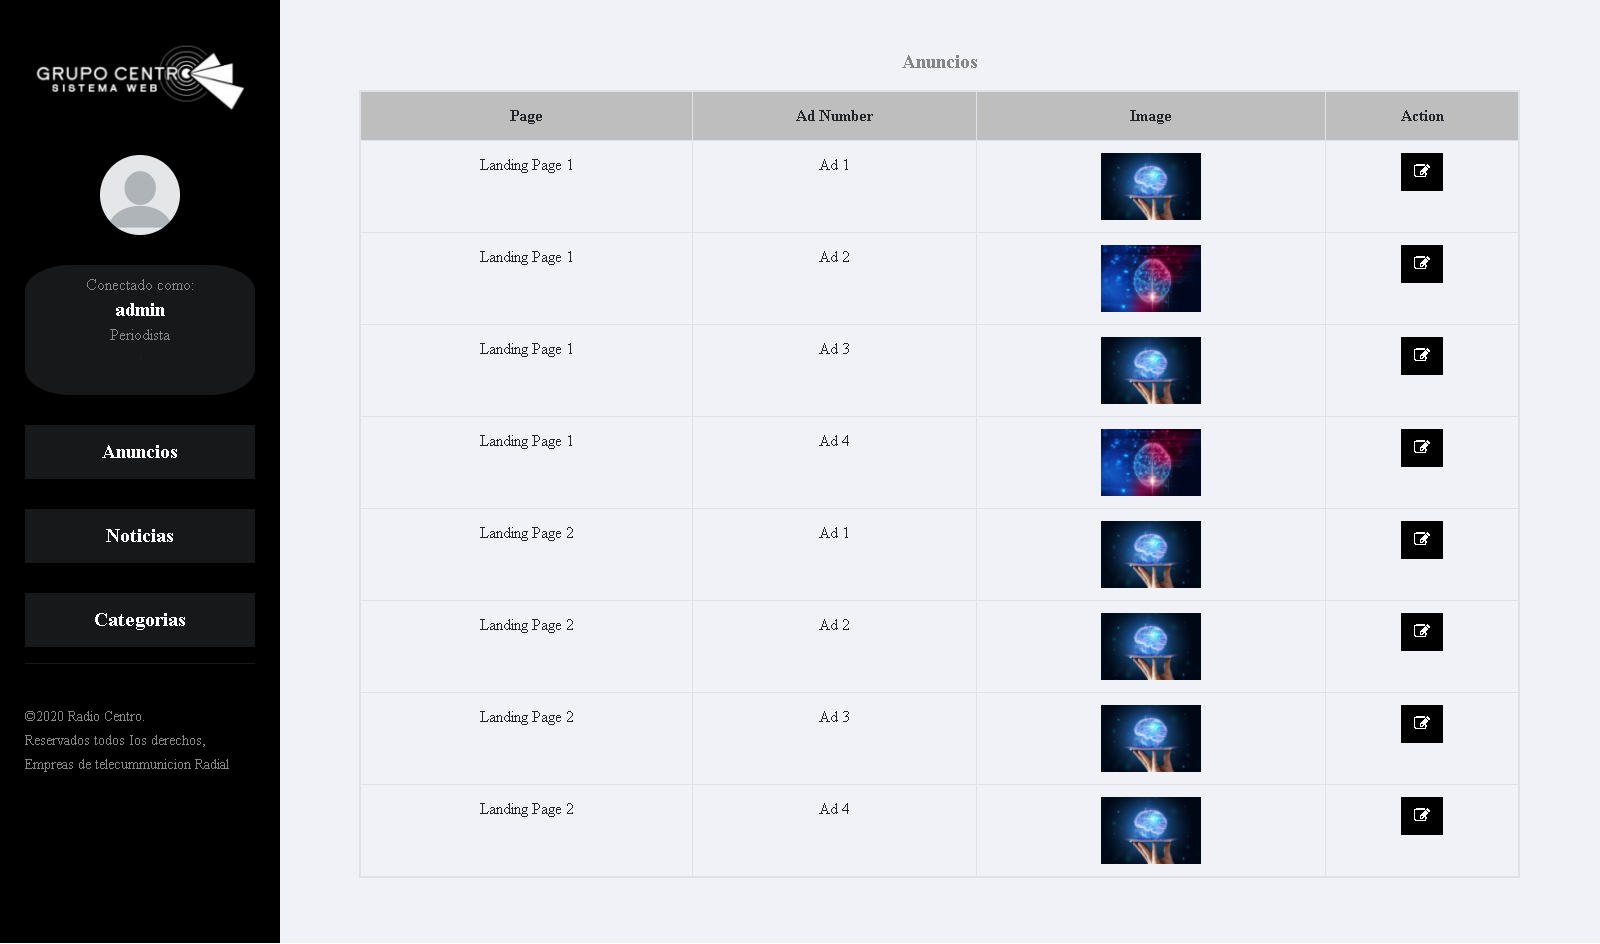 GRUPO CENTRO
SISTEMA WEB
Conectado como:
admin
Periodista
Anuncios
Noticias
Categorias
©2020 Radio Centro.
Reservados todos los derechos,
Empreas de telecummunicion Radial
Anuncios
Page Ad Number Image Action
Landing Page 1 Ad 1
Landing Page 1 Ad 2
Landing Page 1 Ad 3
Landing Page 1 Ad 4
Landing Page 2 Ad 1
Landing Page 2 Ad 2
Landing Page 2 Ad 3
Landing Page 2 Ad 4